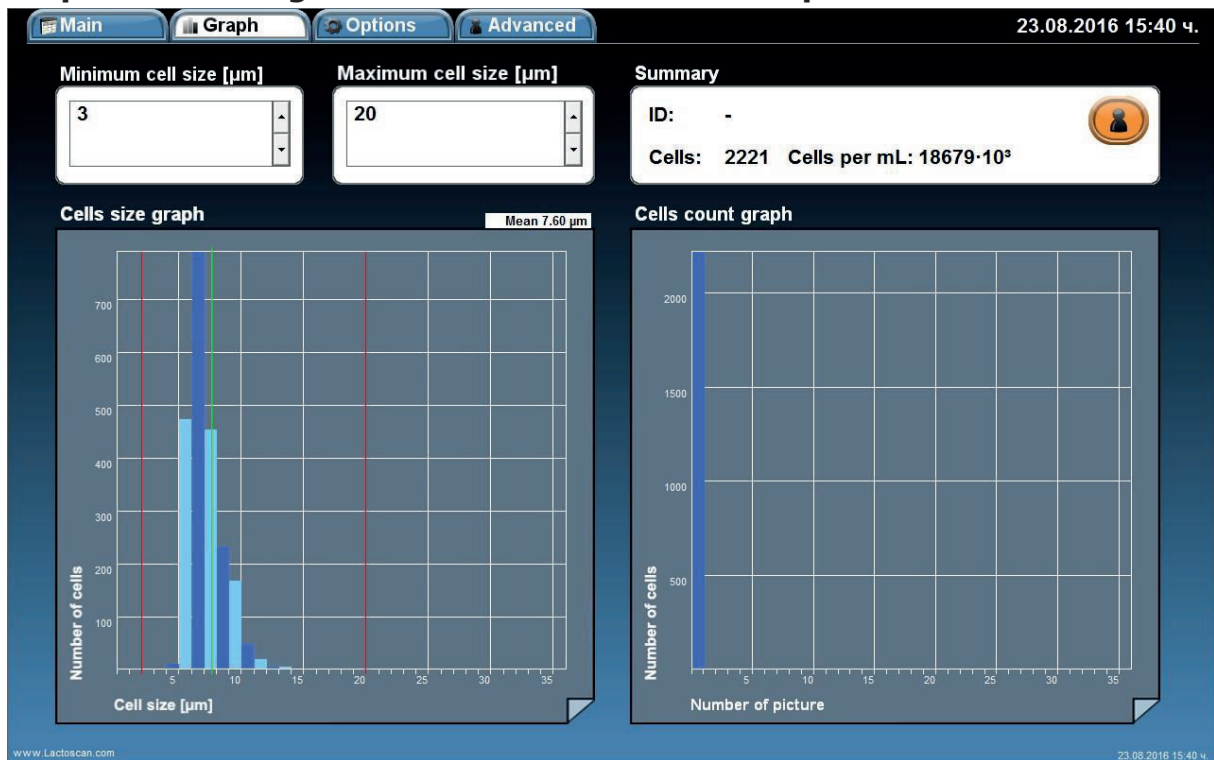 Main
Graph
Options
Advanced
23.08.2016 15:40 ч.
Minimum cell size [µm]
3
Maximum cell size [µm]
20
Summary
ID: -
Cells: 2221 Cells per mL: 18679·10³
Cells size graph
Mean 7.60 µm
700
600
500
400
300
200
100
Number of cells
5 10 15 20 25 30 35
Cell size [µm]
Cells count graph
2000
1500
1000
500
Number of cells
5 10 15 20 25 30 35
Number of picture
www.Lactoscan.com
23.08.2016 15:40 ч.